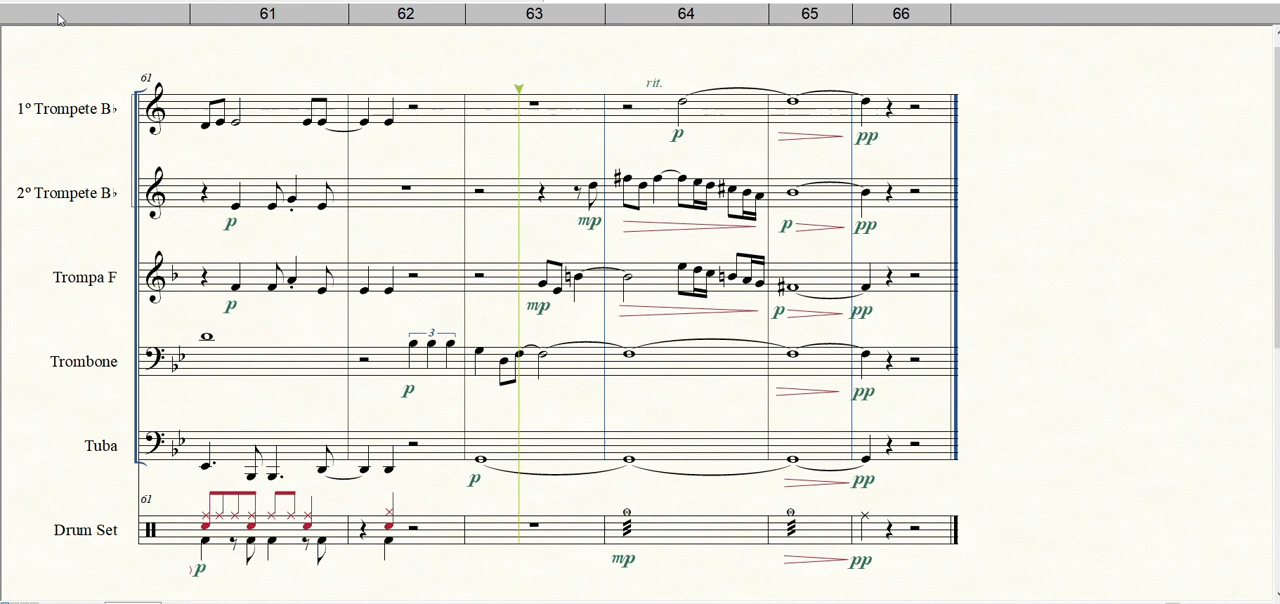 61 62 63 64 65 66
61
rit.
1º Trompete B♭
p pp
2º Trompete B♭
p mp p pp
Trompa F
p mp p pp
3
Trombone
p pp
Tuba
p pp
61
Drum Set
p mp pp